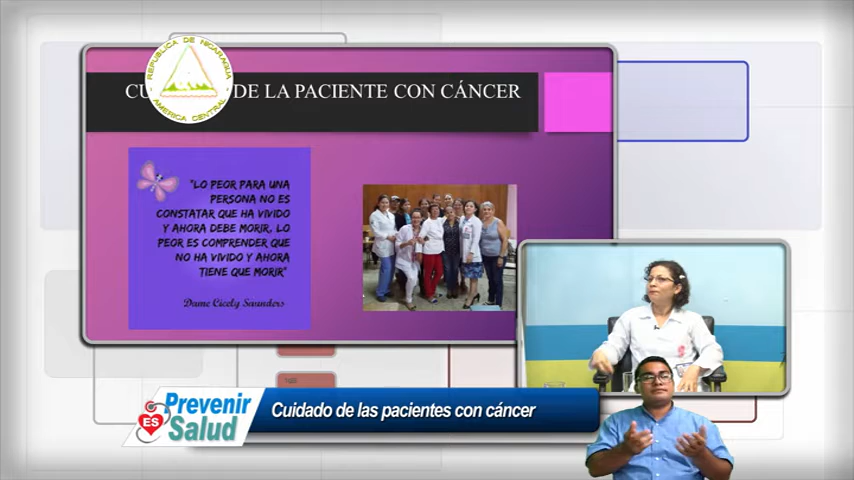 REPUBLICA DE NICARAGUA
AMERICA CENTRAL
DE LA PACIENTE CON CÁNCER
"LO PEOR PARA UNA
PERSONA NO ES
CONSTATAR QUE HA VIVIDO
Y AHORA DEBE MORIR, LO
PEOR ES COMPRENDER QUE
NO HA VIVIDO Y AHORA
TIENE QUE MORIR"
Dame Cicely Saunders
Prevenir
ES
Salud
Cuidado de las pacientes con cáncer